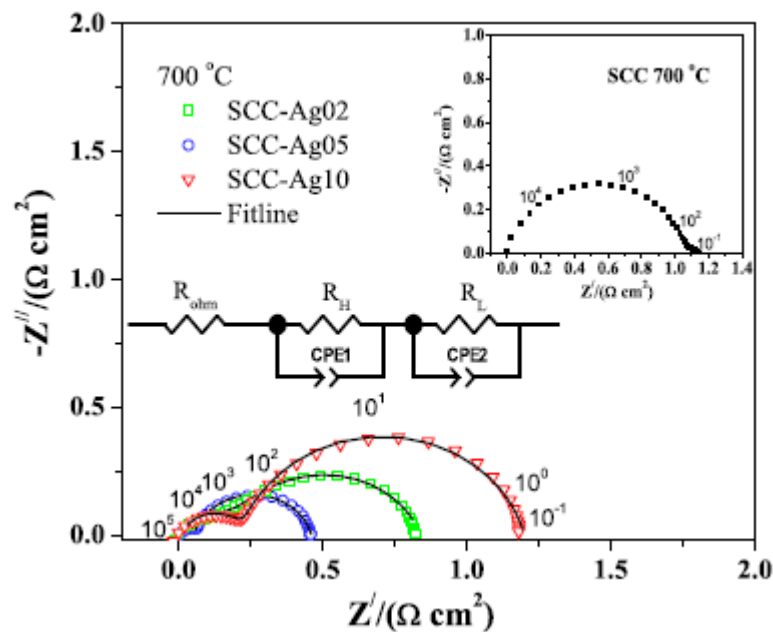 2.0
1.5
1.0
0.5
0.0
-Z//(Ω cm²)
700 °C
SCC-Ag02
SCC-Ag05
SCC-Ag10
Fitline
1.0
0.8
0.6
0.4
0.2
0.0
-Z//(Ω cm²)
SCC 700 °C
10⁴
10³
10²
10⁻¹
0.0 0.2 0.4 0.6 0.8 1.0 1.2 1.4
Z//(Ω cm²)
R_ohm
R_H
R_L
CPE1
CPE2
10⁵
10⁴
10³
10²
10¹
10⁰
10⁻¹
0.0 0.5 1.0 1.5 2.0
Z//(Ω cm²)